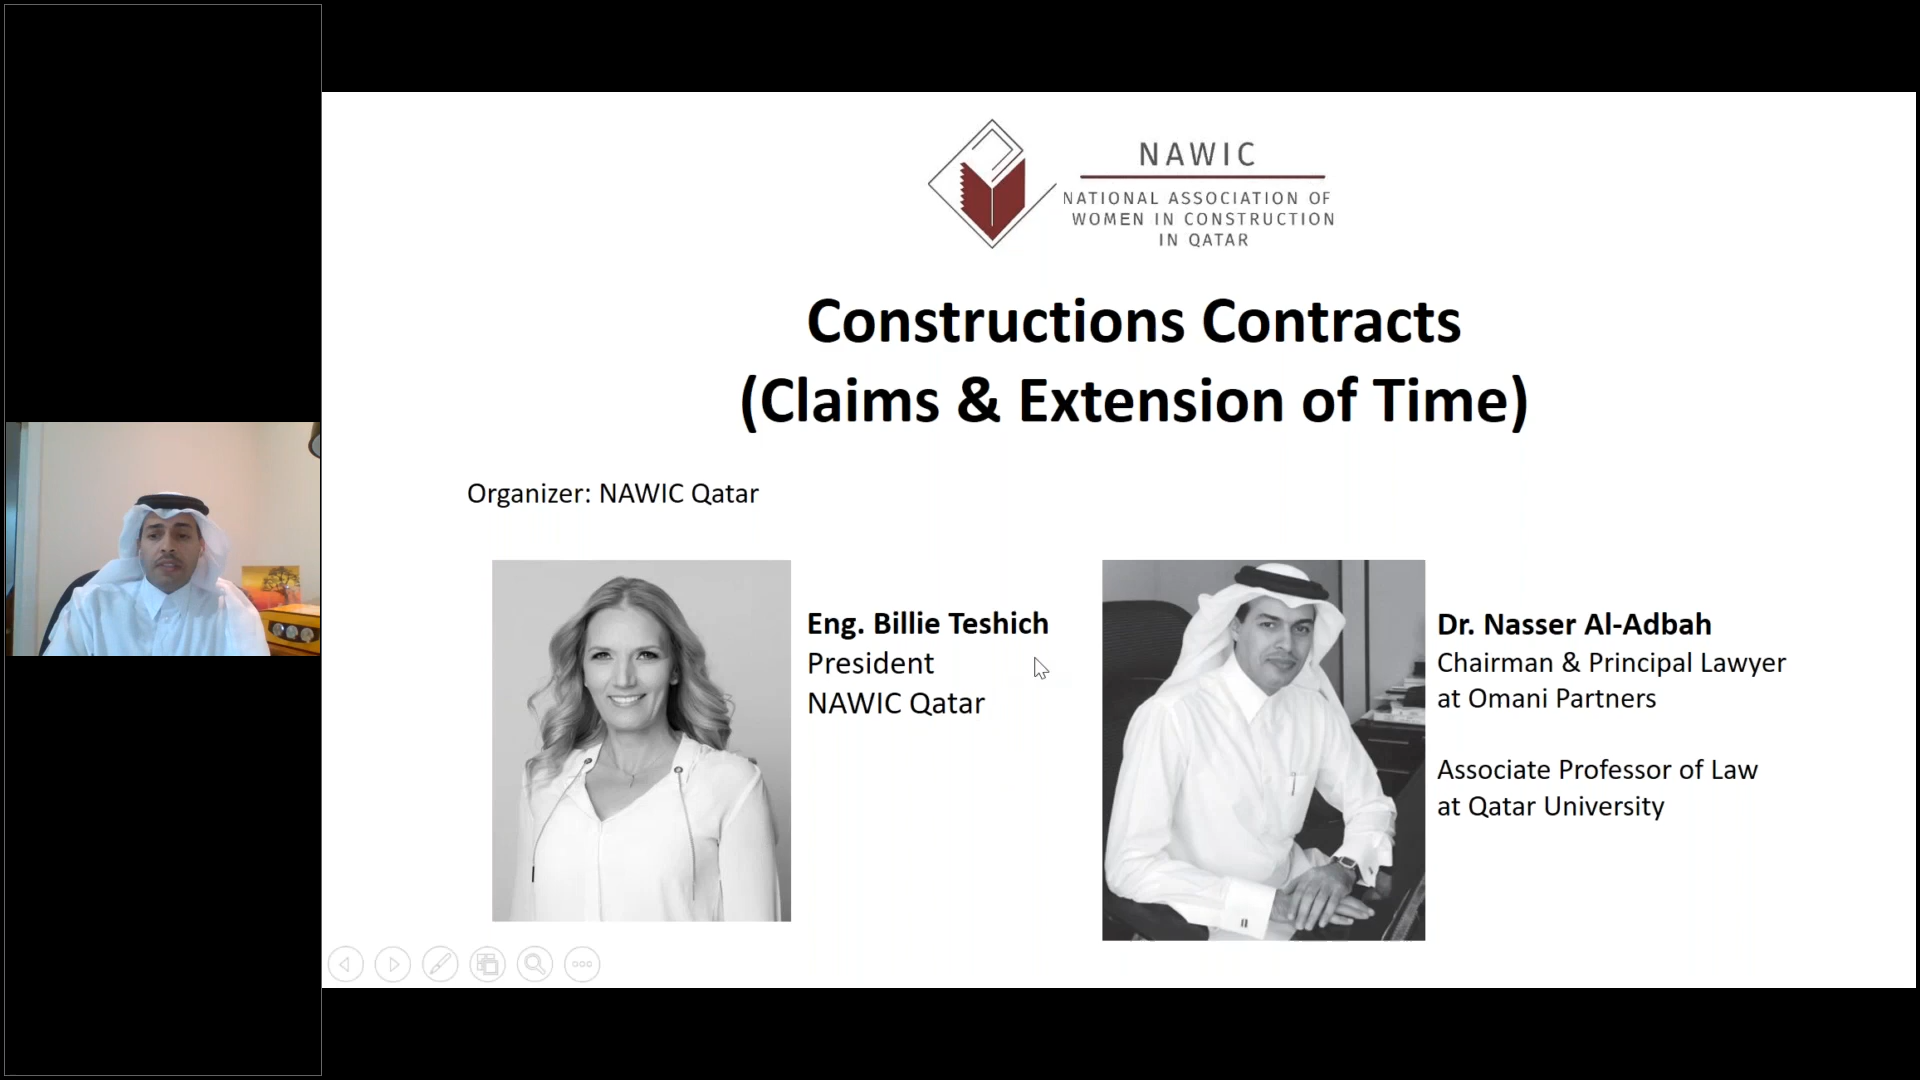 NAWIC
NATIONAL ASSOCIATION OF
WOMEN IN CONSTRUCTION
IN QATAR
Constructions Contracts
(Claims & Extension of Time)
Organizer: NAWIC Qatar
Eng. Billie Teshich
President
NAWIC Qatar
Dr. Nasser Al-Adbah
Chairman & Principal Lawyer
at Omani Partners
Associate Professor of Law
at Qatar University